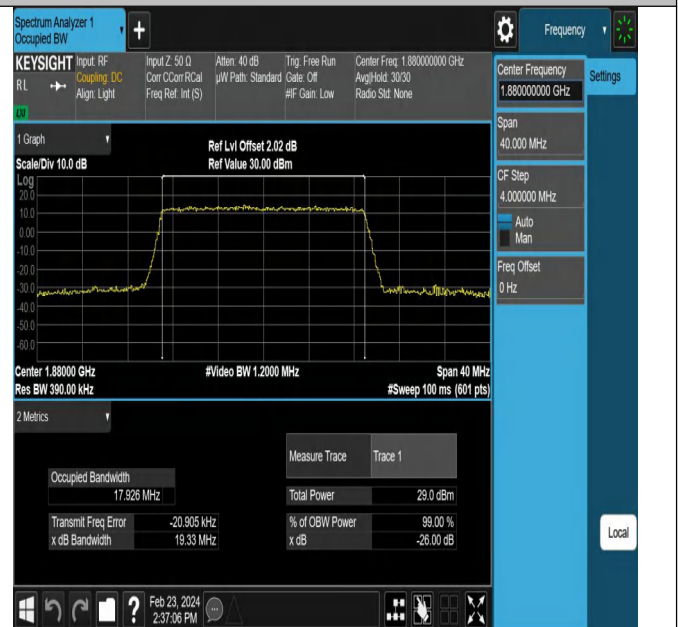 Spectrum Analyzer 1
Occupied BW
Frequency
KEYSIGHT
RL
LXI
Input: RF
Coupling: DC
Align: Light
Input Z: 50 Ω
Corr CCorr RCal
Freq Ref: Int (S)
Atten: 40 dB
µW Path: Standard
Trig: Free Run
Gate: Off
#IF Gain: Low
Center Freq: 1.880000000 GHz
Avg|Hold: 30/30
Radio Std: None
Center Frequency
1.880000000 GHz
Settings
Span
40.000 MHz
CF Step
4.000000 MHz
Auto
Man
Freq Offset
0 Hz
1 Graph
Scale/Div 10.0 dB
Ref Lvl Offset 2.02 dB
Ref Value 30.00 dBm
Log
20.0
10.0
0.00
-10.0
-20.0
-30.0
-40.0
-50.0
-60.0
Center 1.88000 GHz
#Video BW 1.2000 MHz
Span 40 MHz
Res BW 390.00 kHz
#Sweep 100 ms (601 pts)
2 Metrics
Measure Trace
Trace 1
Occupied Bandwidth
17.926 MHz
Total Power
29.0 dBm
Transmit Freq Error
-20.905 kHz
% of OBW Power
99.00 %
x dB Bandwidth
19.33 MHz
x dB
-26.00 dB
Local
?
Feb 23, 2024
2:37:06 PM